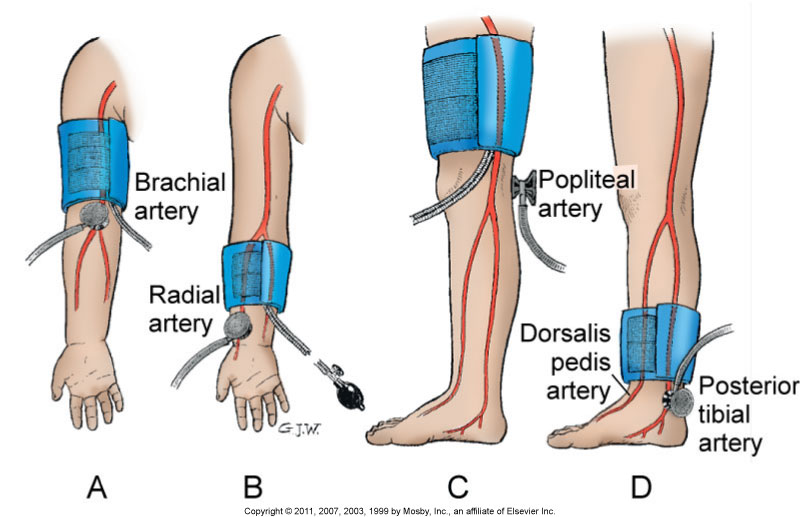 Brachial
artery
Radial
artery
Popliteal
artery
Dorsalis
pedis
artery
Posterior
tibial
artery
G.J.W.
A
B
C
D
Copyright © 2011, 2007, 2003, 1999 by Mosby, Inc., an affiliate of Elsevier Inc.